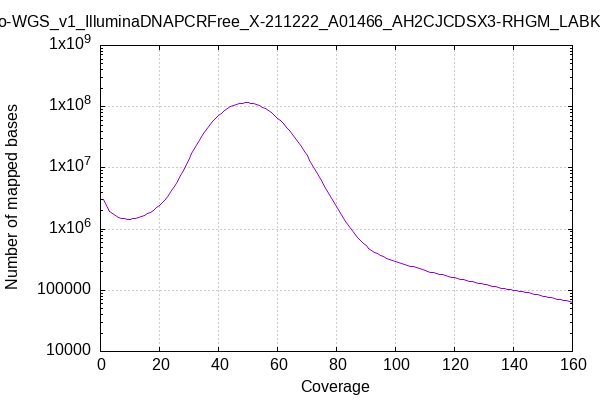 o-WGS_v1_IlluminaDNAPCRFree_X-211222_A01466_AH2CJCDSX3-RHGM_LABK
1x10^9
1x10^8
1x10^7
1x10^6
100000
10000
Number of mapped bases
0 20 40 60 80 100 120 140 160
Coverage